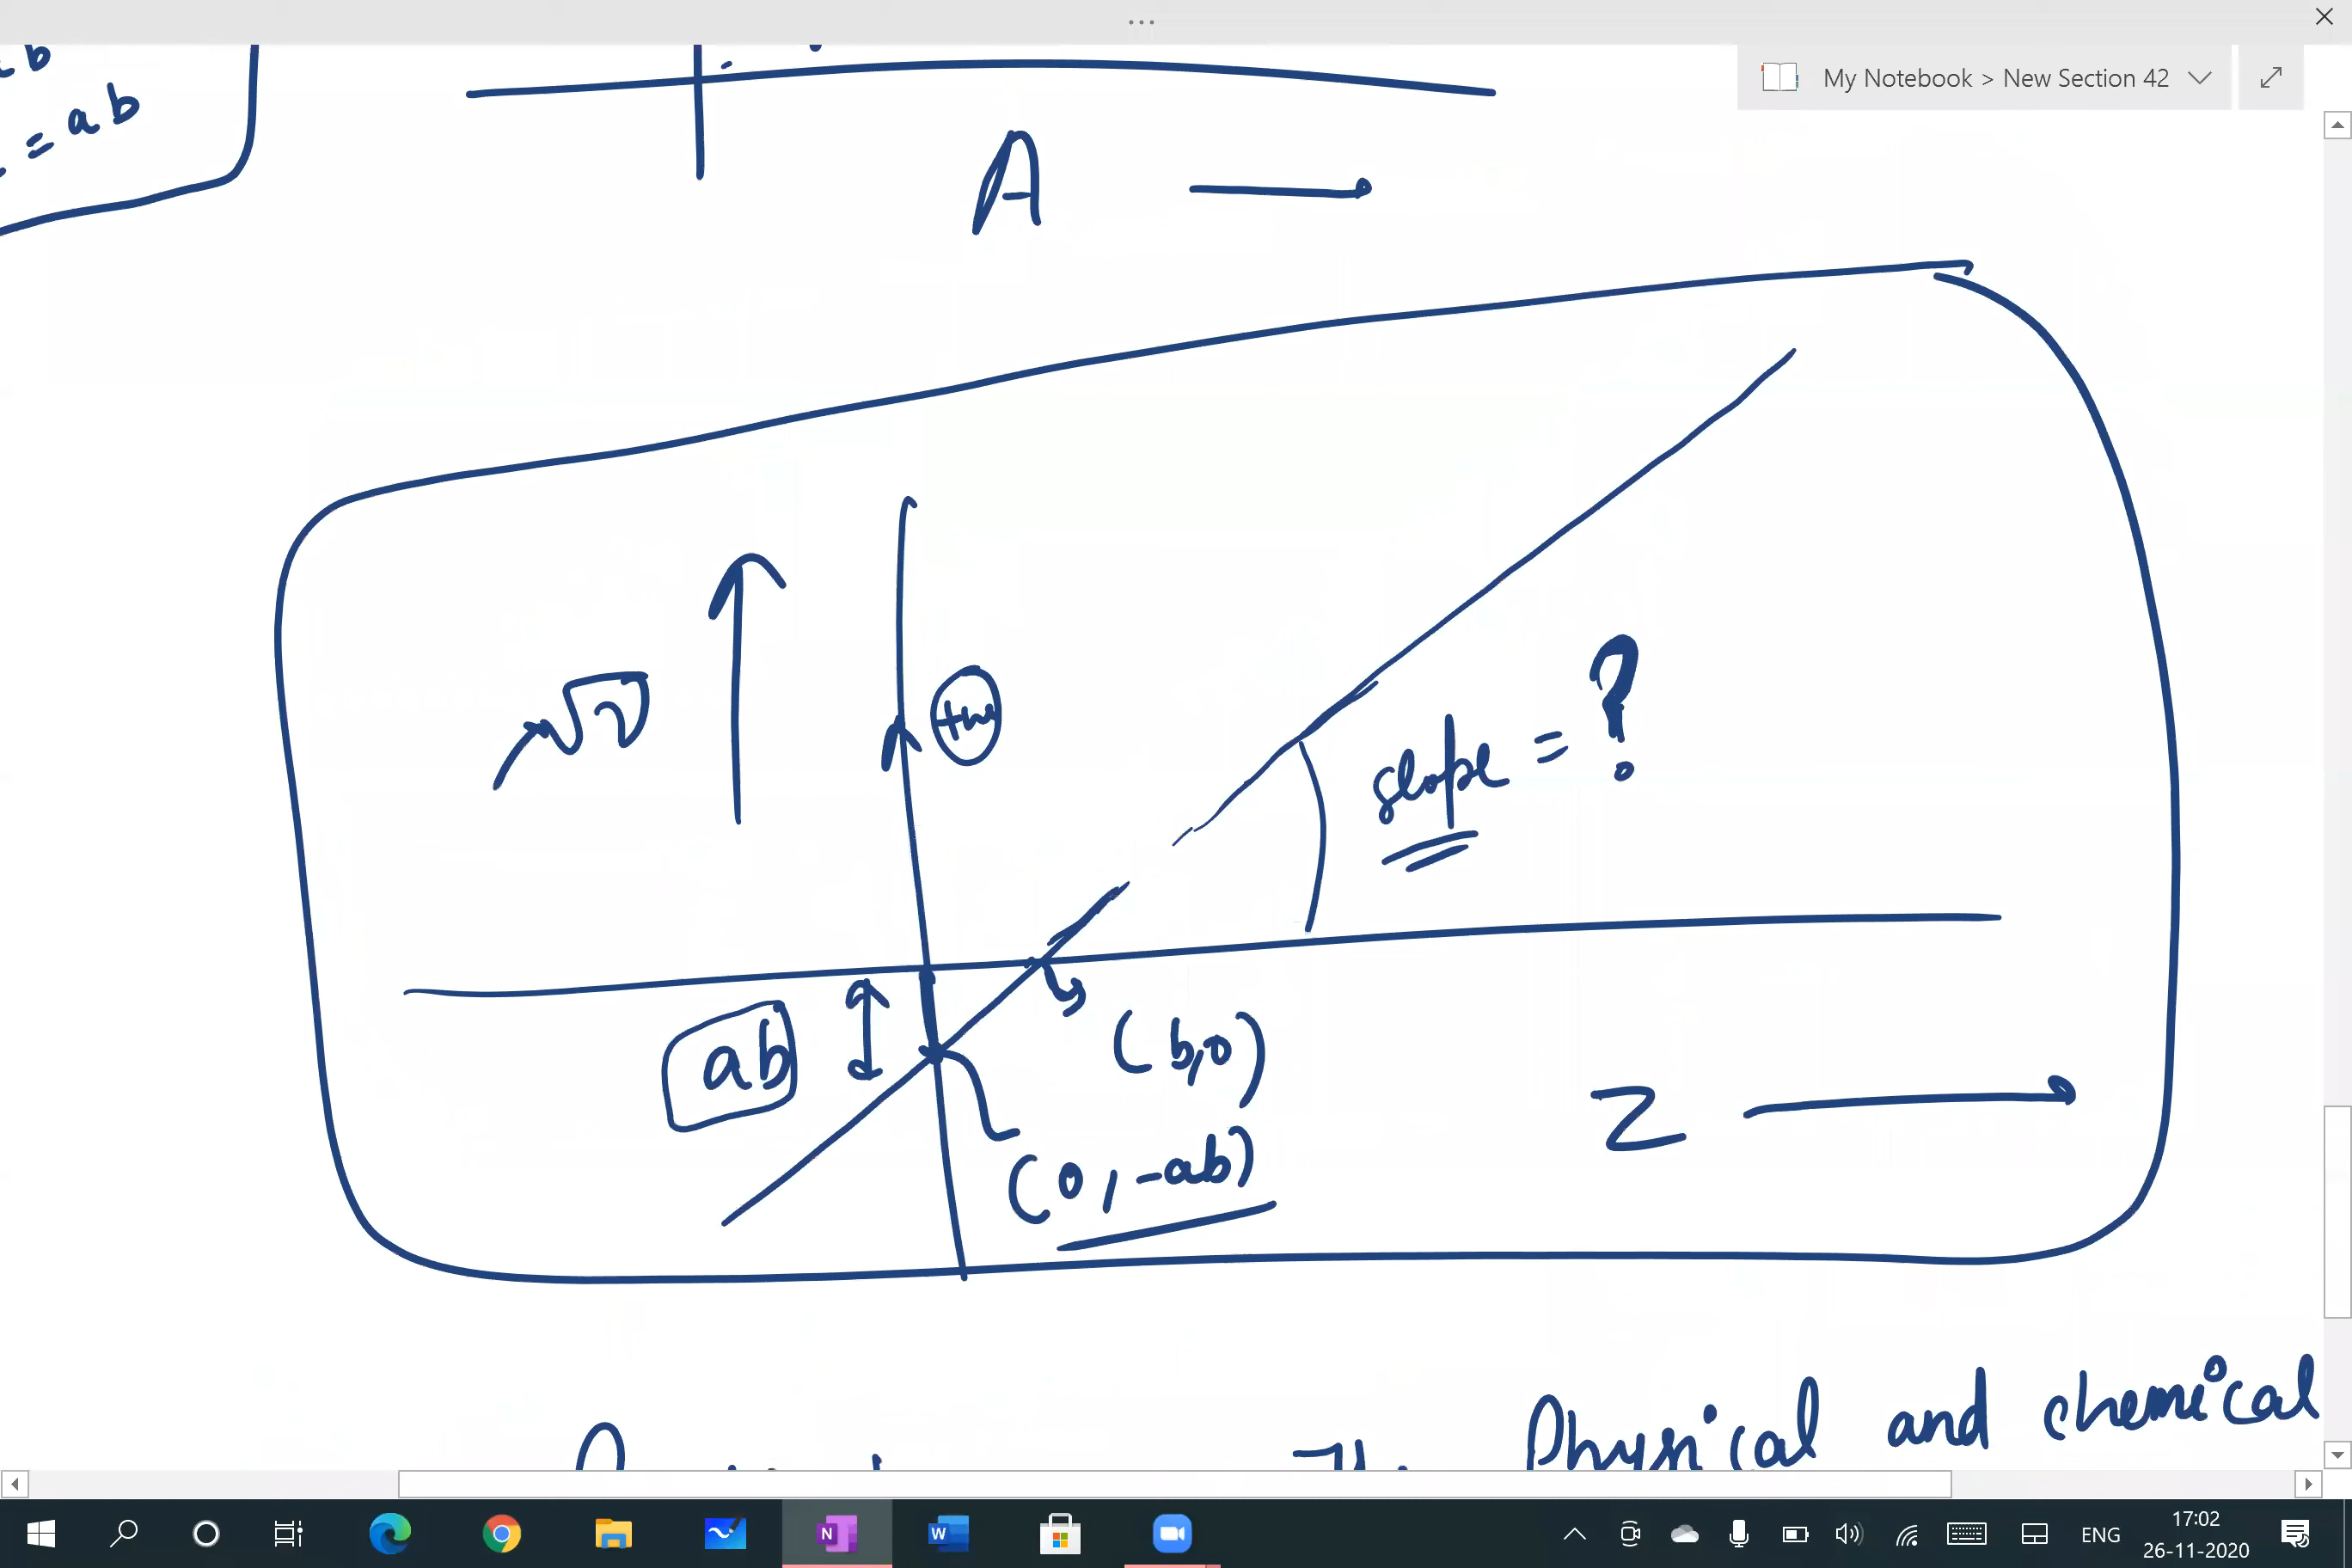 ...
My Notebook > New Section 42
b
= ab
A
√ν
+ve
slope = ?
ab
(b,0)
Z
(0,-ab)
Physical and chemical
ENG
17:02
26-11-2020